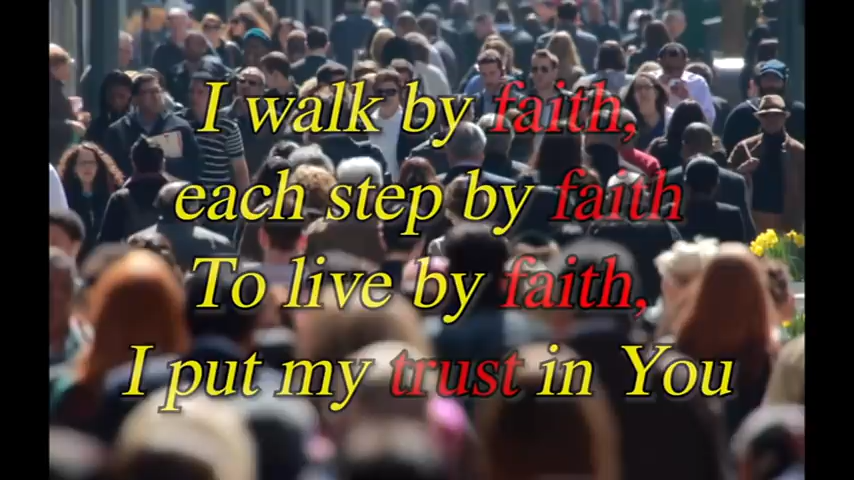 I walk by faith,
each step by faith
To live by faith,
I put my trust in You